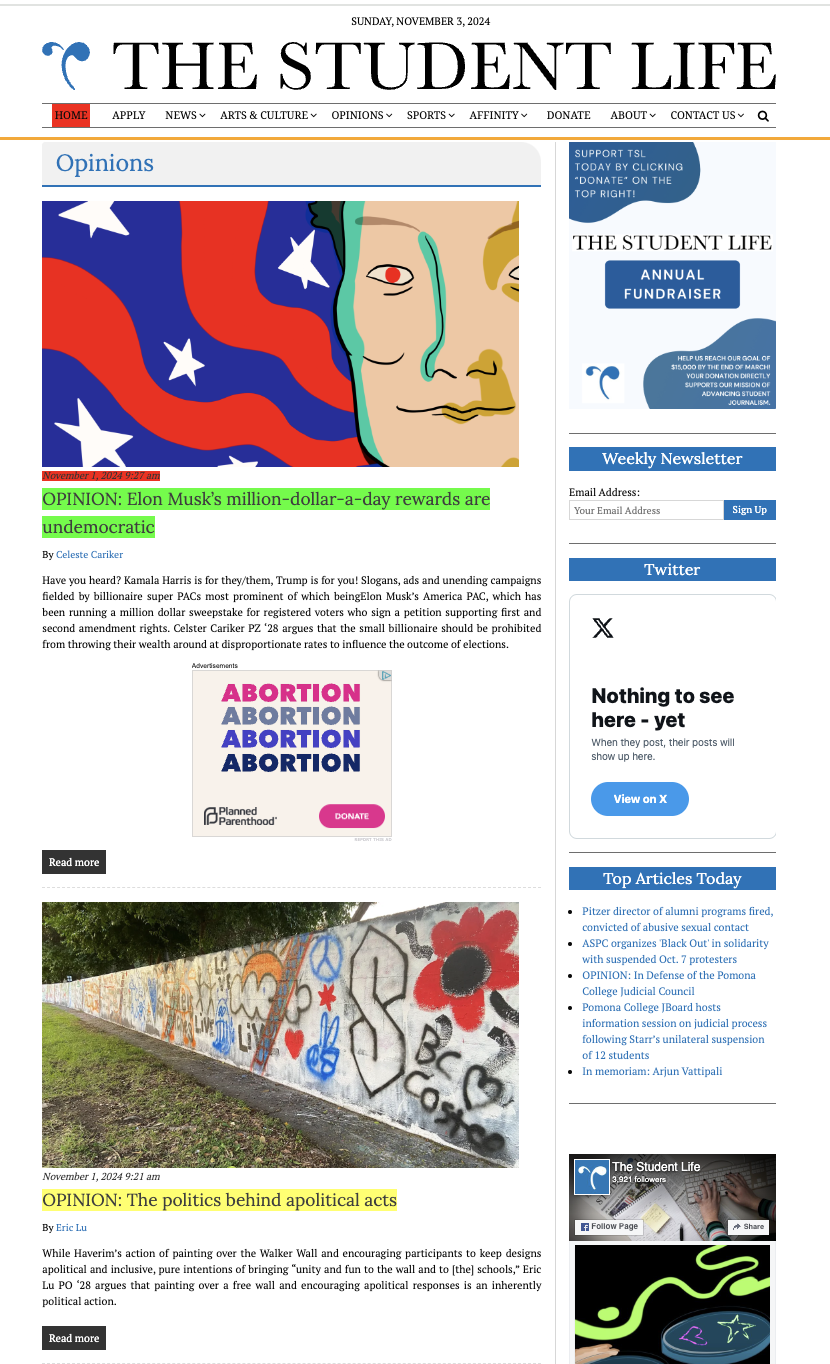 SUNDAY, NOVEMBER 3, 2024
THE STUDENT LIFE
HOME APPLY NEWS ARTS & CULTURE OPINIONS SPORTS AFFINITY DONATE ABOUT CONTACT US
Opinions
November 1, 2024 9:27 am
OPINION: Elon Musk’s million-dollar-a-day rewards are
undemocratic
By Celeste Cariker
Have you heard? Kamala Harris is for they/them, Trump is for you! Slogans, ads and unending campaigns
fielded by billionaire super PACs most prominent of which beingElon Musk’s America PAC, which has
been running a million dollar sweepstake for registered voters who sign a petition supporting first and
second amendment rights. Celster Cariker PZ ‘28 argues that the small billionaire should be prohibited
from throwing their wealth around at disproportionate rates to influence the outcome of elections.
Advertisements
ABORTION
ABORTION
ABORTION
ABORTION
Planned
Parenthood®
DONATE
REPORT THIS AD
Read more
LIVE
BC
November 1, 2024 9:21 am
OPINION: The politics behind apolitical acts
By Eric Lu
While Haverim’s action of painting over the Walker Wall and encouraging participants to keep designs
apolitical and inclusive, pure intentions of bringing “unity and fun to the wall and to [the] schools,” Eric
Lu PO ‘28 argues that painting over a free wall and encouraging apolitical responses is an inherently
political action.
Read more
SUPPORT TSL
TODAY BY CLICKING
“DONATE” ON THE
TOP RIGHT!
THE STUDENT LIFE
ANNUAL
FUNDRAISER
HELP US REACH OUR GOAL OF
$15,000 BY THE END OF MARCH!
YOUR DONATION DIRECTLY
SUPPORTS OUR MISSION OF
ADVANCING STUDENT
JOURNALISM.
Weekly Newsletter
Email Address:
Your Email Address Sign Up
Twitter
Nothing to see
here - yet
When they post, their posts will
show up here.
View on X
Top Articles Today
Pitzer director of alumni programs fired,
convicted of abusive sexual contact
ASPC organizes 'Black Out' in solidarity
with suspended Oct. 7 protesters
OPINION: In Defense of the Pomona
College Judicial Council
Pomona College JBoard hosts
information session on judicial process
following Starr’s unilateral suspension
of 12 students
In memoriam: Arjun Vattipali
The Student Life
3,921 followers
Follow Page Share